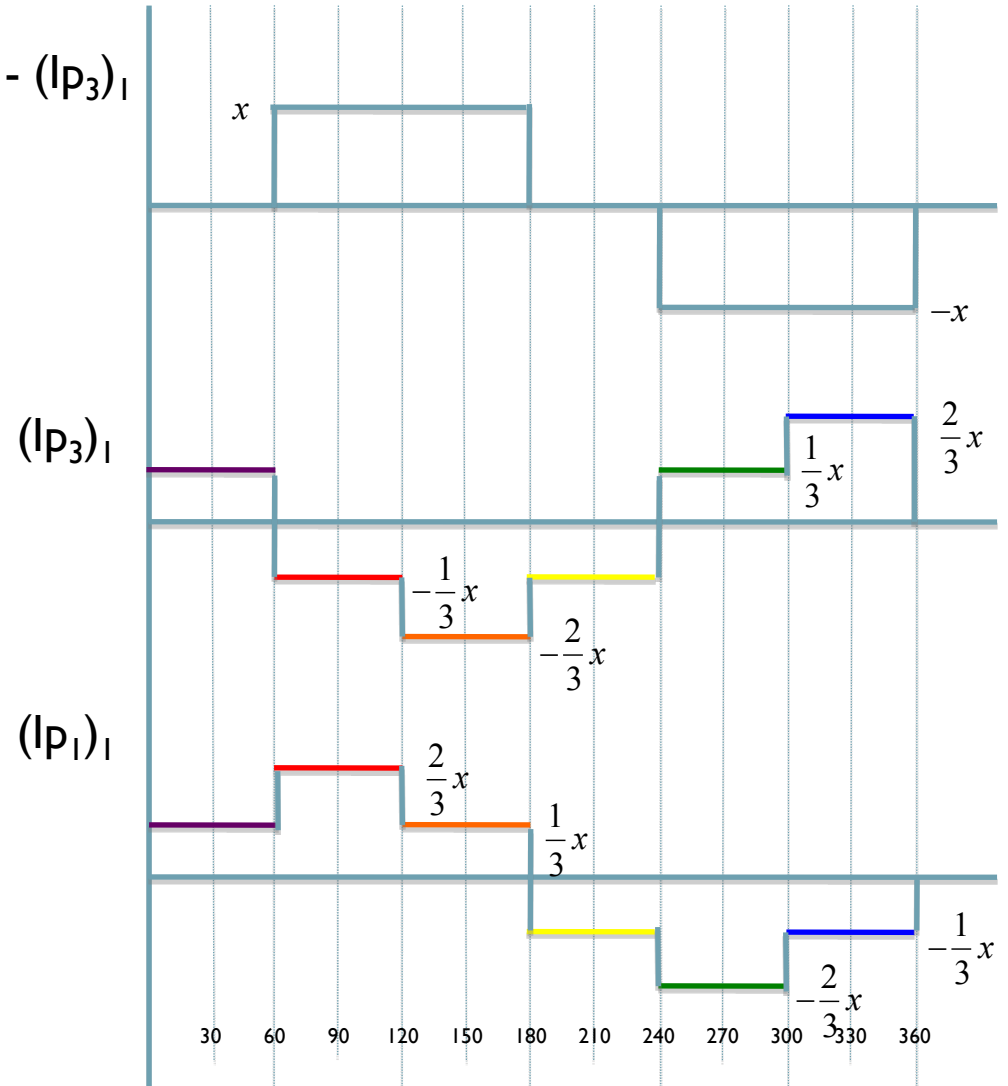 - (Ip₃)₁
x
−x
(Ip₃)₁
2/3 x
1/3 x
−1/3 x
−2/3 x
(Ip₁)₁
2/3 x
1/3 x
−1/3 x
−2/3 x
30 60 90 120 150 180 210 240 270 300 330 360